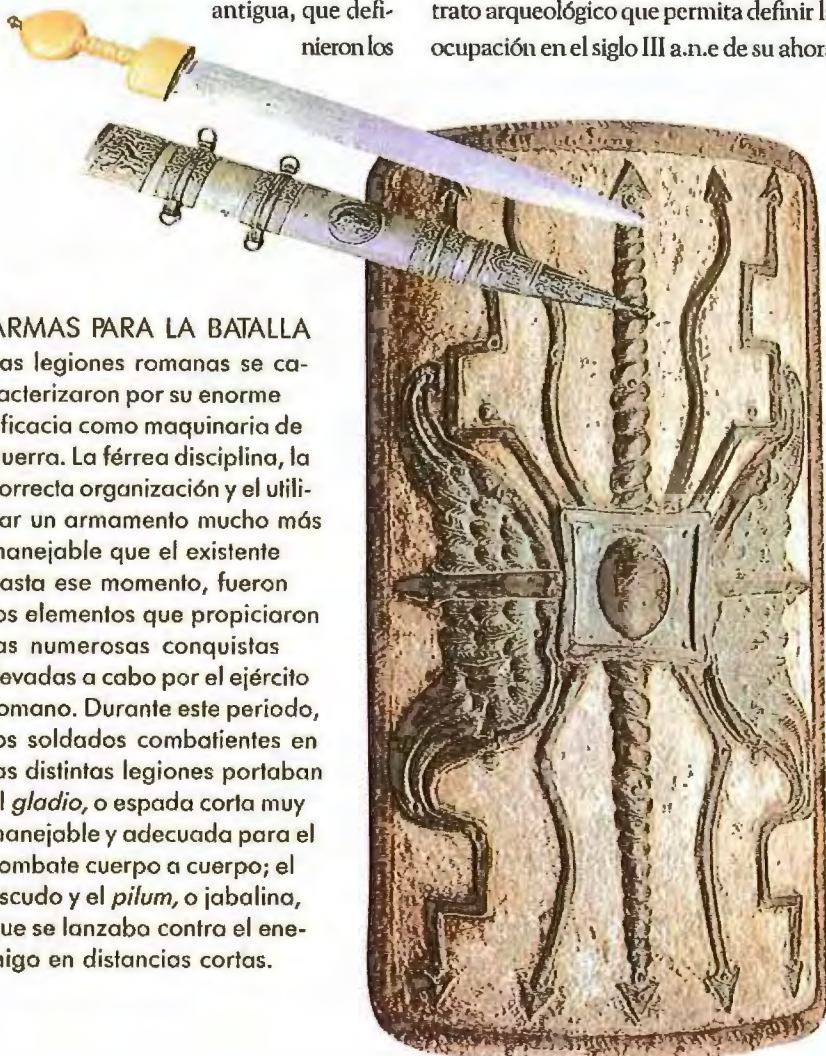 antigua, que defi-
nieron los
trato arqueológico que permita definir l
ocupación en el siglo III a.n.e de su ahor
ARMAS PARA LA BATALLA
as legiones romanas se ca-
acterizaron por su enorme
ficacia como maquinaria de
uerra. La férrea disciplina, la
orrecta organización y el utili-
ar un armamento mucho más
nanejable que el existente
asta ese momento, fueron
os elementos que propiciaron
as numerosas conquistas
evadas a cabo por el ejército
omano. Durante este periodo,
os soldados combatientes en
as distintas legiones portaban
l gladio, o espada corta muy
nanejable y adecuada para el
ombate cuerpo a cuerpo; el
scudo y el pilum, o jabalina,
ue se lanzaba contra el ene-
nigo en distancias cortas.